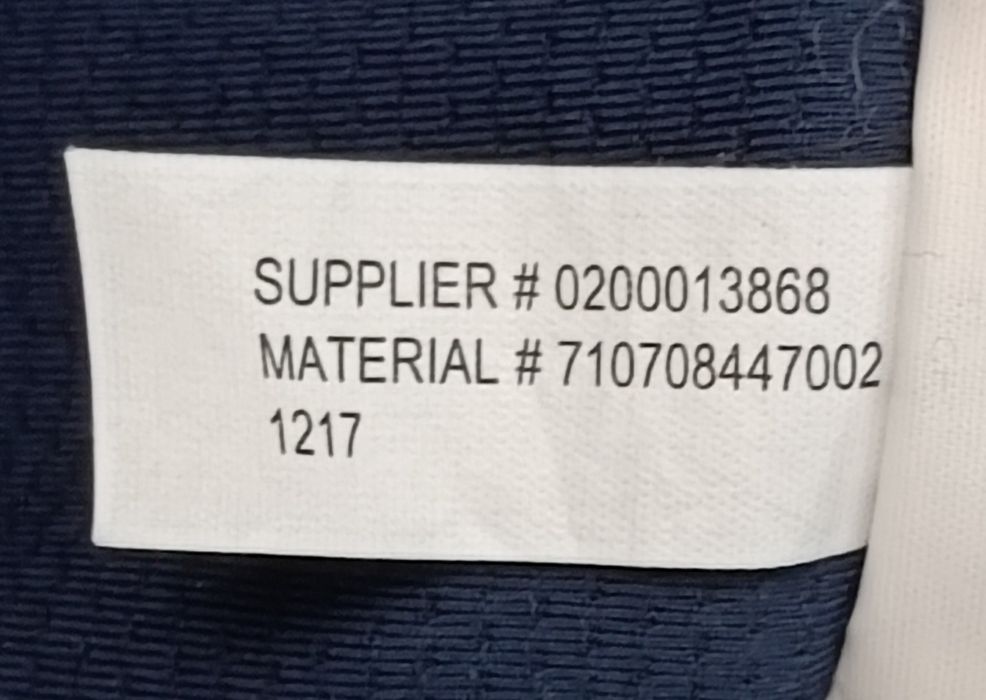 SUPPLIER # 0200013868
MATERIAL # 710708447002
1217